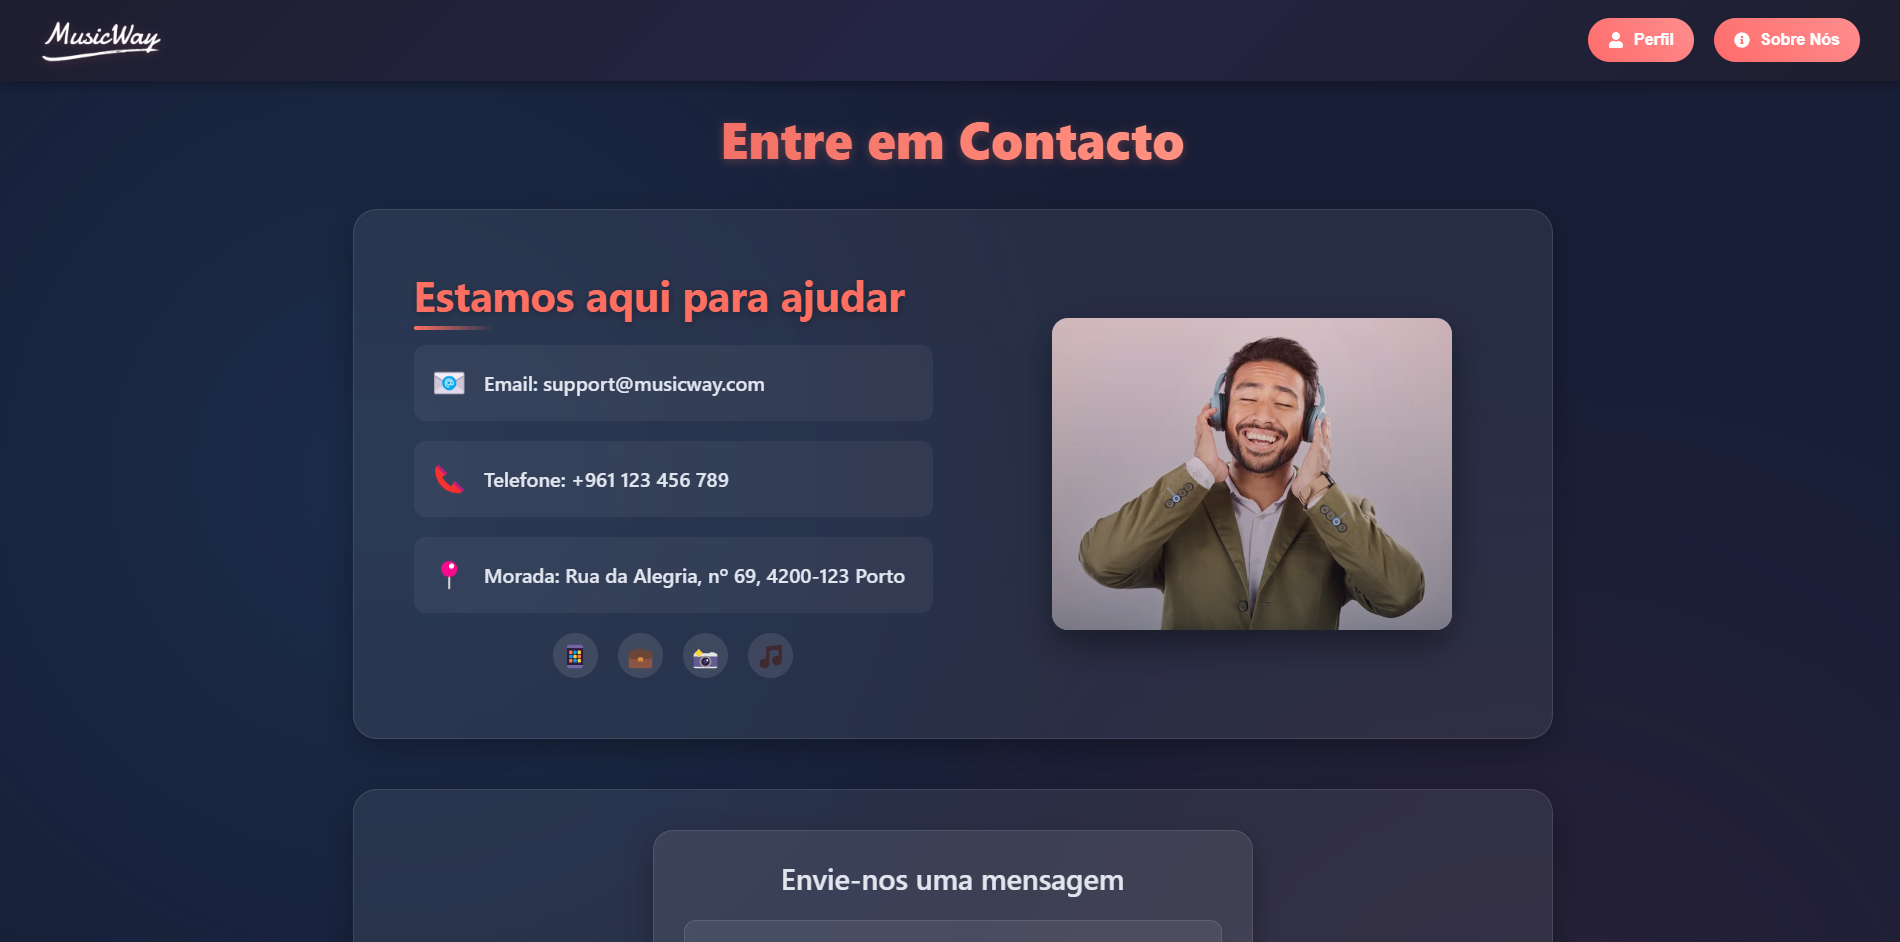 MusicWay
Perfil
Sobre Nós
Entre em Contacto
Estamos aqui para ajudar
Email: support@musicway.com
Telefone: +961 123 456 789
Morada: Rua da Alegria, nº 69, 4200-123 Porto
Envie-nos uma mensagem